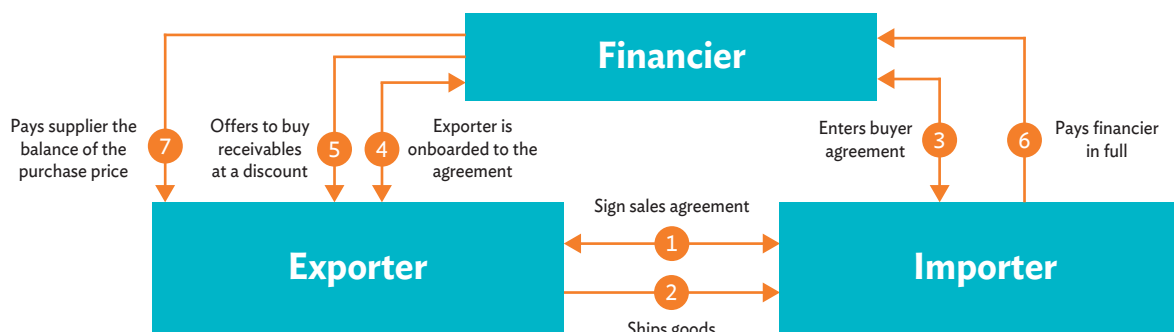 Financier
Pays supplier the
balance of the
purchase price
7
Offers to buy
receivables
at a discount
5
4
Exporter is
onboarded to the
agreement
Enters buyer
agreement
3
6
Pays financier
in full
Sign sales agreement
1
Exporter
Importer
2
Ships goods